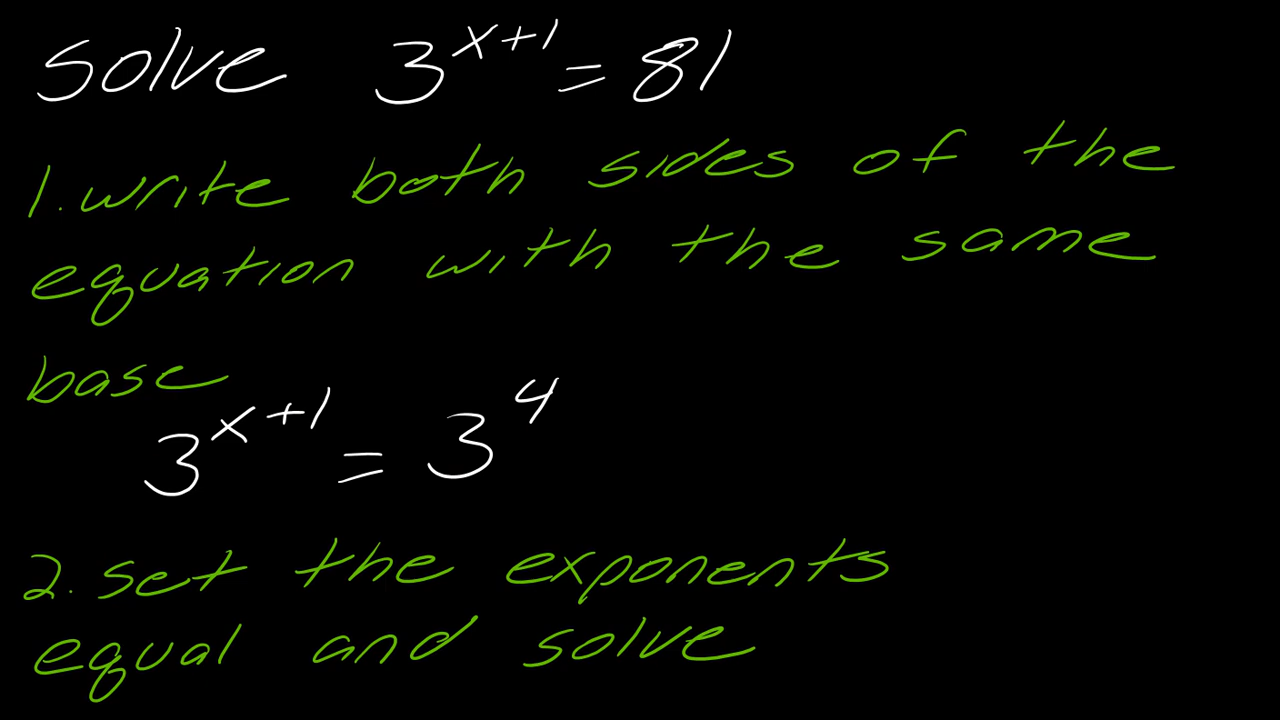 solve 3^{x+1} = 81
1. write both sides of the
equation with the same
base
3^{x+1} = 3^4
2. set the exponents
equal and solve